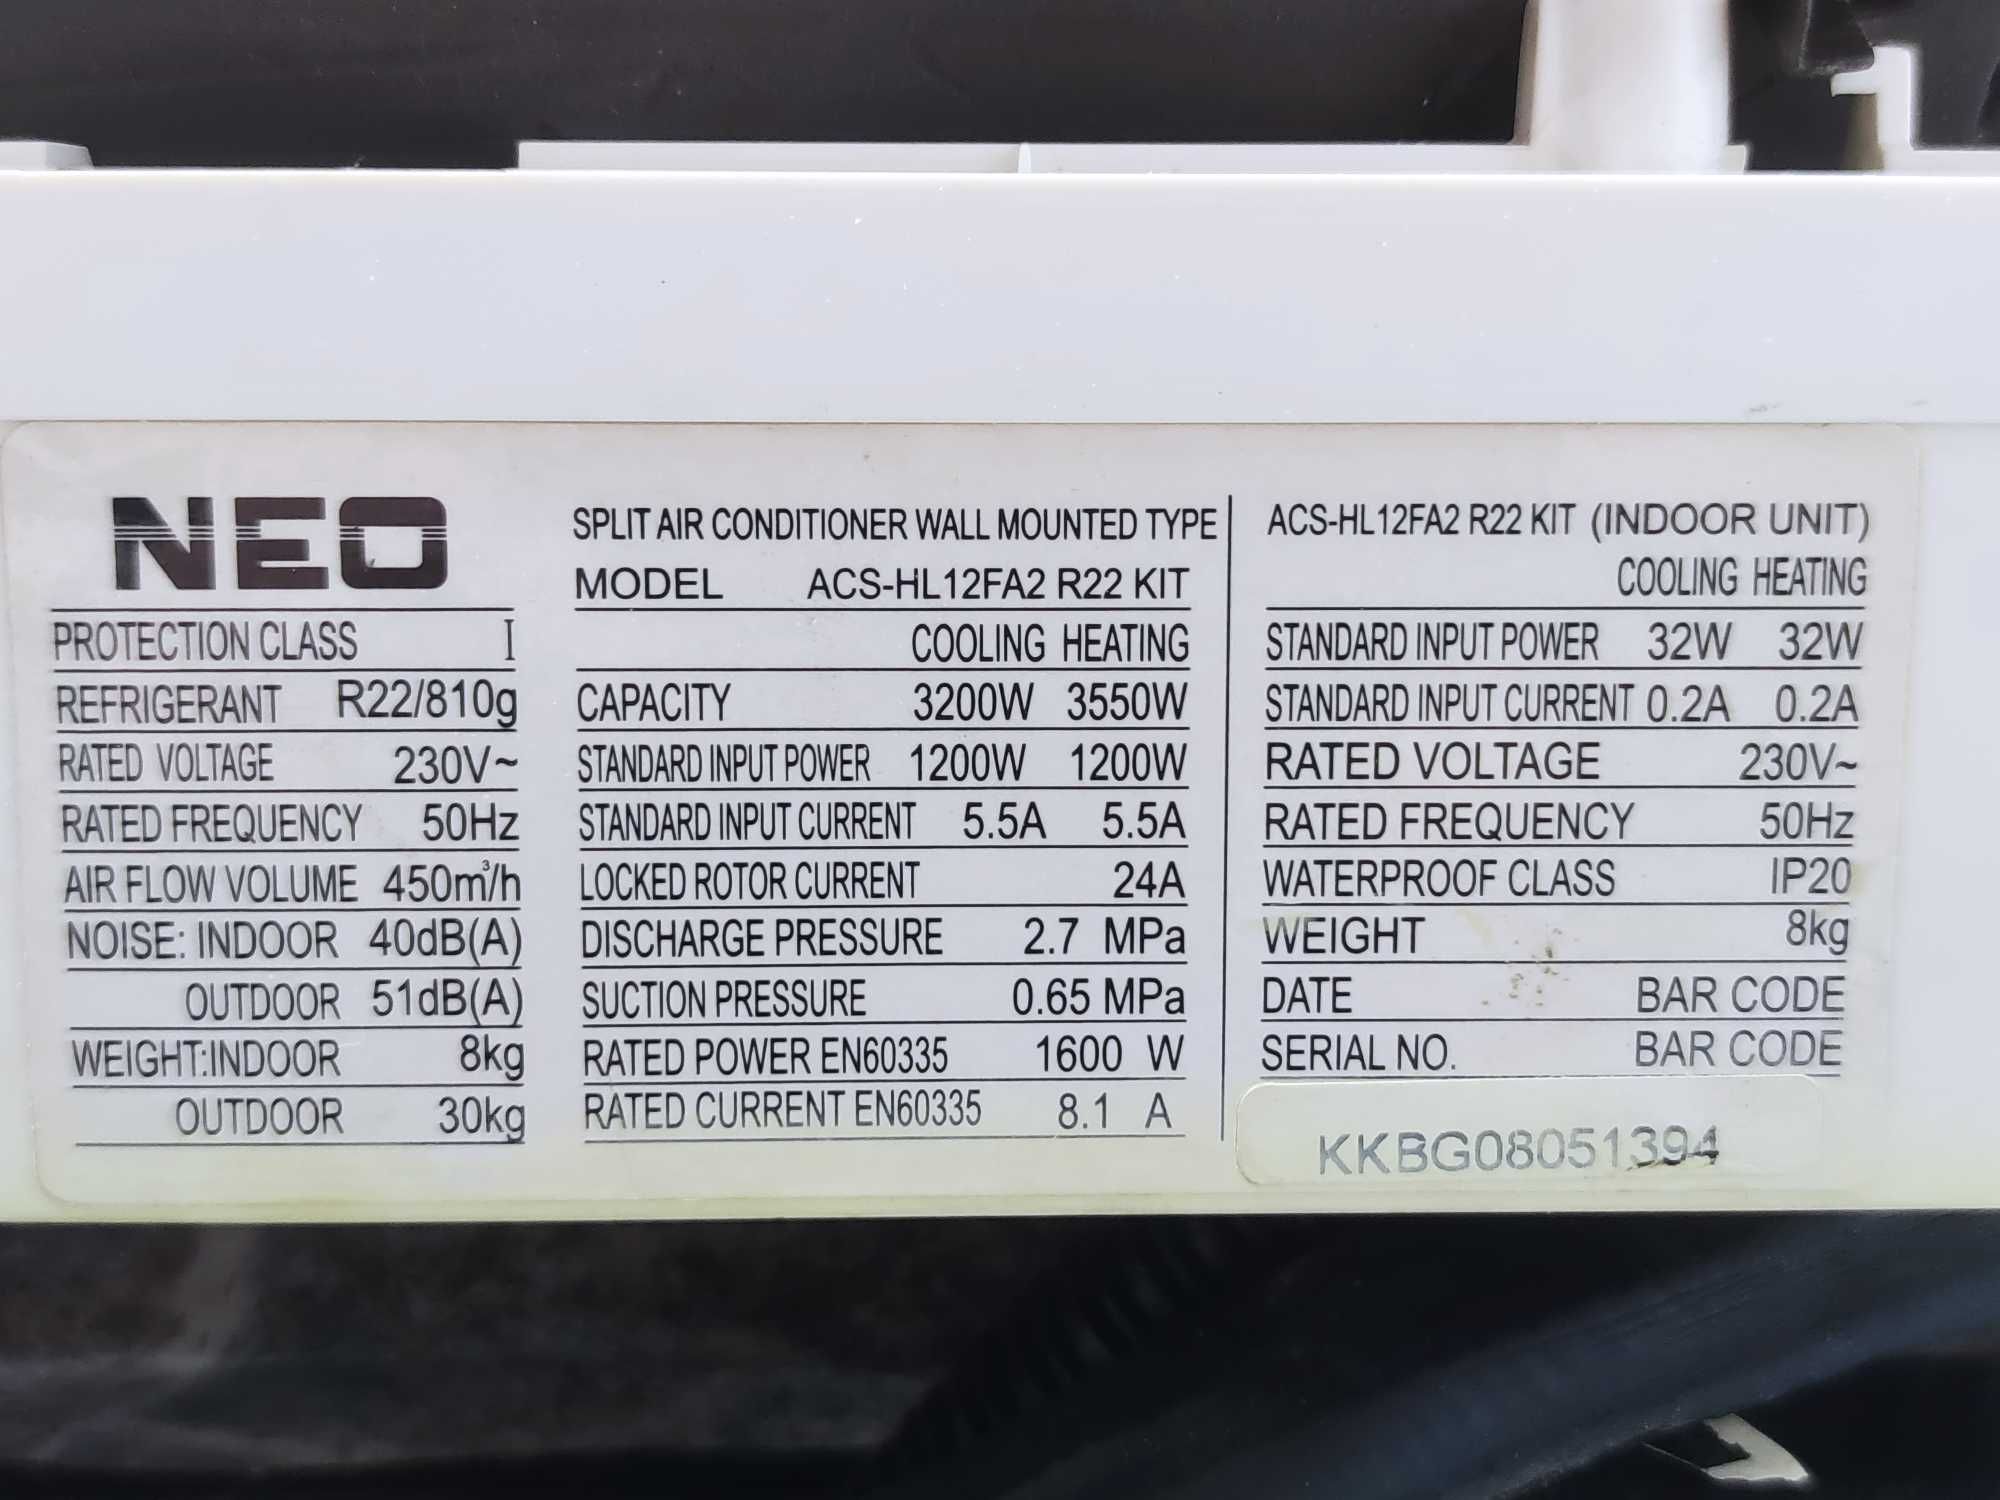 NEO
PROTECTION CLASS I
REFRIGERANT R22/810g
RATED VOLTAGE 230V~
RATED FREQUENCY 50Hz
AIR FLOW VOLUME 450m³/h
NOISE: INDOOR 40dB(A)
OUTDOOR 51dB(A)
WEIGHT:INDOOR 8kg
OUTDOOR 30kg
SPLIT AIR CONDITIONER WALL MOUNTED TYPE
MODEL ACS-HL12FA2 R22 KIT
COOLING HEATING
CAPACITY 3200W 3550W
STANDARD INPUT POWER 1200W 1200W
STANDARD INPUT CURRENT 5.5A 5.5A
LOCKED ROTOR CURRENT 24A
DISCHARGE PRESSURE 2.7 MPa
SUCTION PRESSURE 0.65 MPa
RATED POWER EN60335 1600 W
RATED CURRENT EN60335 8.1 A
ACS-HL12FA2 R22 KIT (INDOOR UNIT)
COOLING HEATING
STANDARD INPUT POWER 32W 32W
STANDARD INPUT CURRENT 0.2A 0.2A
RATED VOLTAGE 230V~
RATED FREQUENCY 50Hz
WATERPROOF CLASS IP20
WEIGHT 8kg
DATE BAR CODE
SERIAL NO. BAR CODE
KKBG08051394